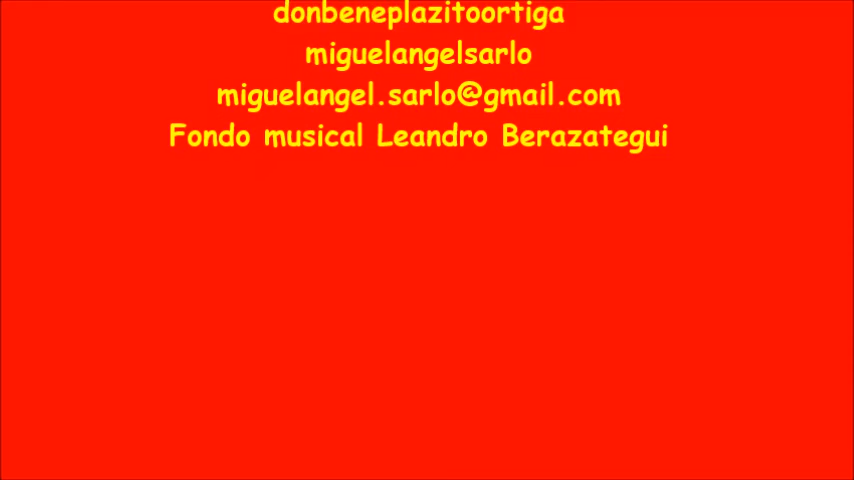 donbeneplazitoortiga
miguelangelsarlo
miguelangel.sarlo@gmail.com
Fondo musical Leandro Berazategui